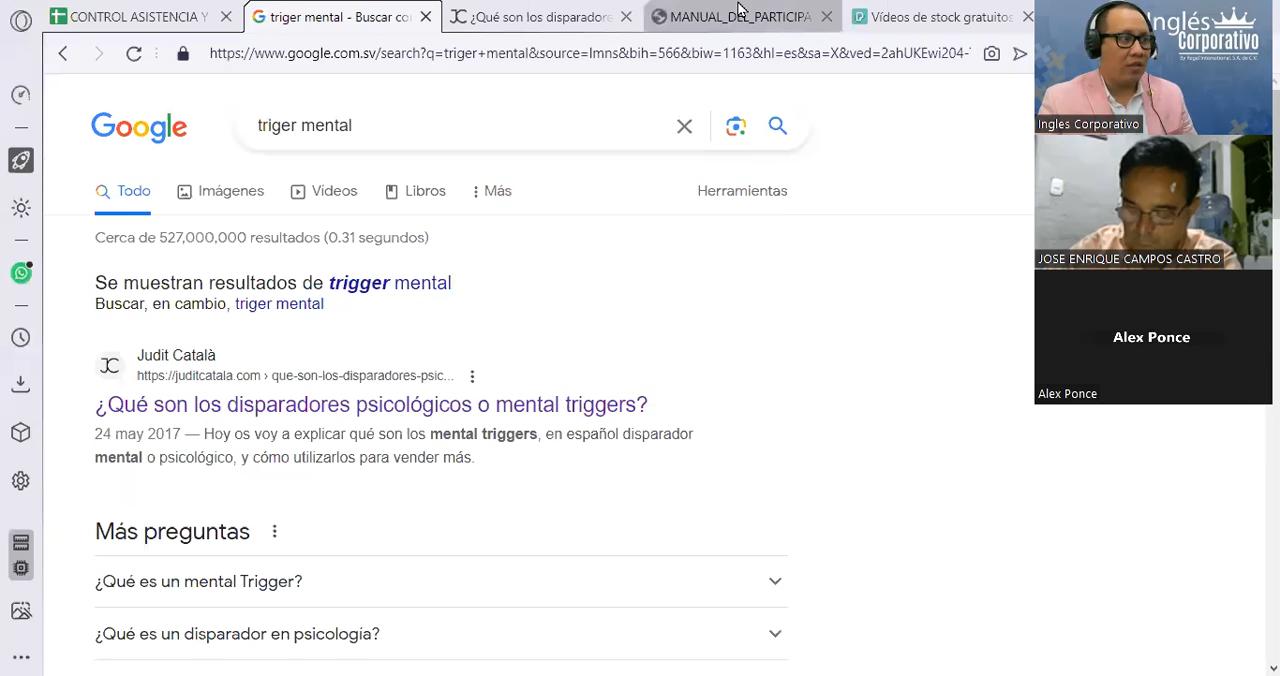 CONTROL ASISTENCIA Y
triger mental - Buscar co
¿Qué son los disparadore
MANUAL_DEL_PARTICIPA
Vídeos de stock gratuitos
https://www.google.com.sv/search?q=triger+mental&source=lmns&bih=566&biw=1163&hl=es&sa=X&ved=2ahUKEwi204-
Google
triger mental
Todo
Imágenes
Videos
Libros
Más
Herramientas
Cerca de 527,000,000 resultados (0.31 segundos)
Se muestran resultados de trigger mental
Buscar, en cambio, triger mental
JC
Judit Català
https://juditcatala.com › que-son-los-disparadores-psic...
¿Qué son los disparadores psicológicos o mental triggers?
24 may 2017 — Hoy os voy a explicar qué son los mental triggers, en español disparador
mental o psicológico, y cómo utilizarlos para vender más.
Más preguntas
¿Qué es un mental Trigger?
¿Qué es un disparador en psicología?
Inglés
Corporativo
By Regal International, S.A. de C.V.
Ingles Corporativo
JOSE ENRIQUE CAMPOS CASTRO
Alex Ponce
Alex Ponce